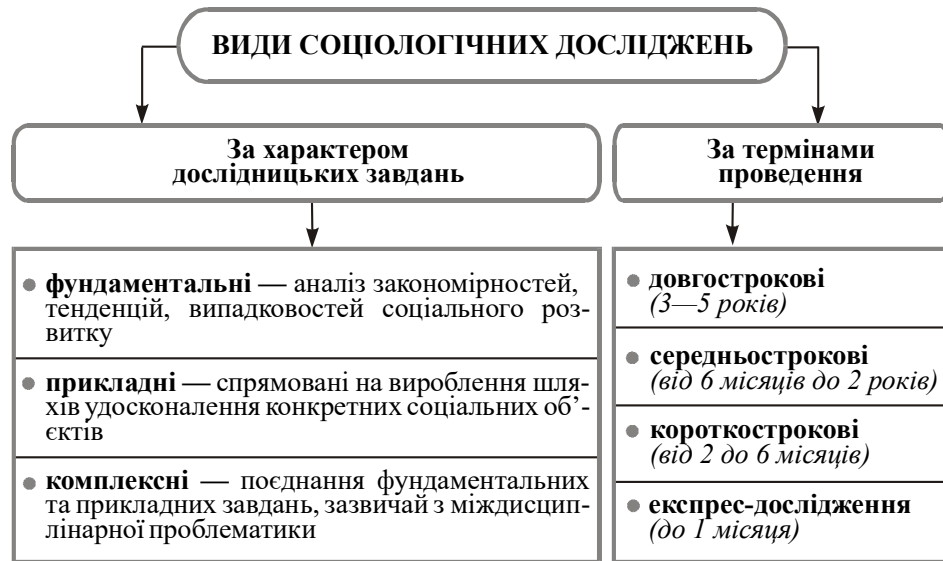 ВИДИ СОЦІОЛОГІЧНИХ ДОСЛІДЖЕНЬ
За характером
дослідницьких завдань
фундаментальні — аналіз закономірностей,
тенденцій, випадковостей соціального роз-
витку
прикладні — спрямовані на вироблення шля-
хів удосконалення конкретних соціальних об’-
єктів
комплексні — поєднання фундаментальних
та прикладних завдань, зазвичай з міждисцип-
лінарної проблематики
За термінами
проведення
довгострокові
(3—5 років)
середньострокові
(від 6 місяців до 2 років)
короткострокові
(від 2 до 6 місяців)
експрес-дослідження
(до 1 місяця)